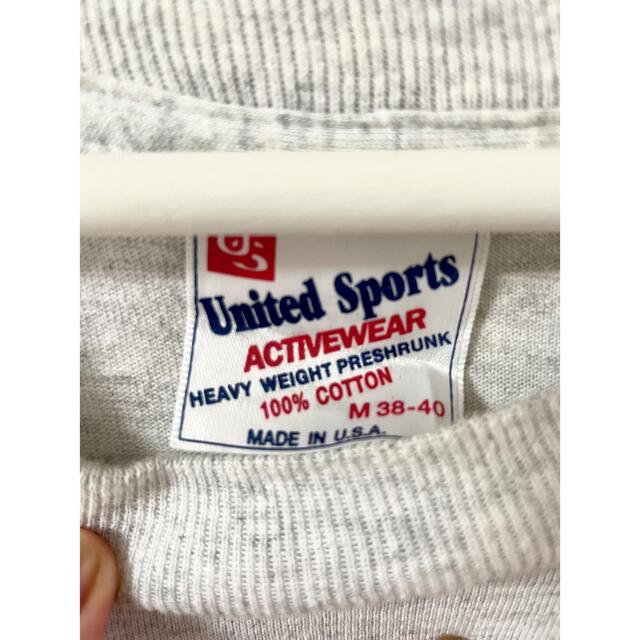 United Sports
ACTIVEWEAR
HEAVY WEIGHT PRESHRUNK
100% COTTON
M 38-40
MADE IN U.S.A.